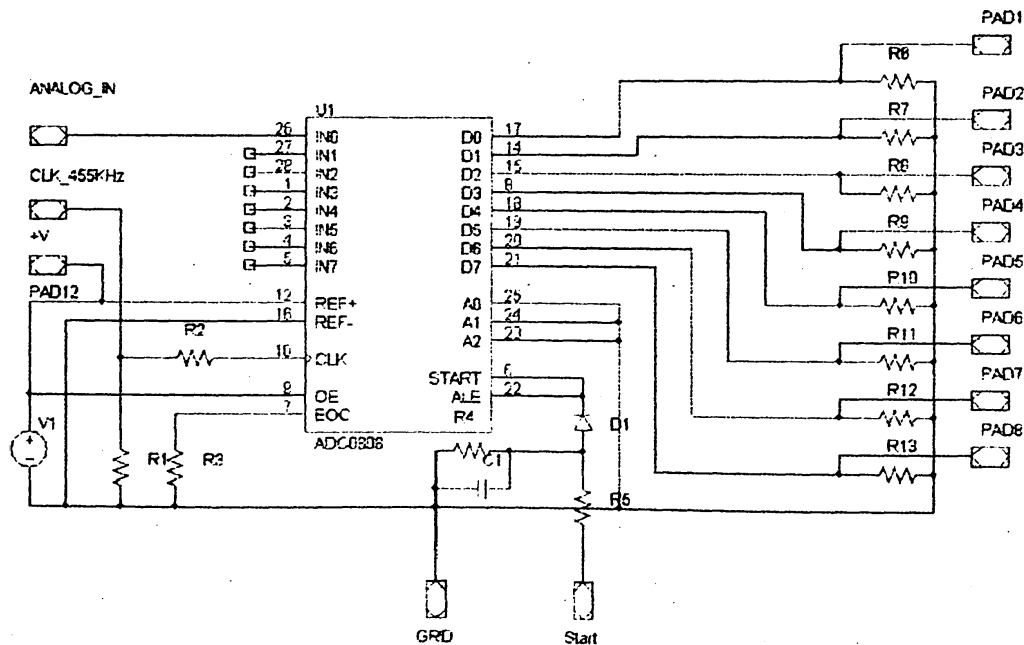 PAD1
R8
ANALOG_IN
PAD2
U1
R7
26 IN0 D0 17
27 IN1 D1 14
PAD3
28 IN2 D2 15
R6
CLK_455KHz
1 IN3 D3 8
2 IN4 D4 18
PAD4
3 IN5 D5 19
R9
+V
4 IN6 D6 20
5 IN7 D7 21
PAD5
R10
PAD12
12 REF+ A0 25
16 REF- A1 24
A2 23
PAD6
R11
R2
10 CLK
START 6
PAD7
9 OE ALE 22
R12
7 EOC R4
V1
D1
PAD8
ADC0808
R13
R1
R3
C1
R5
GRD
Start